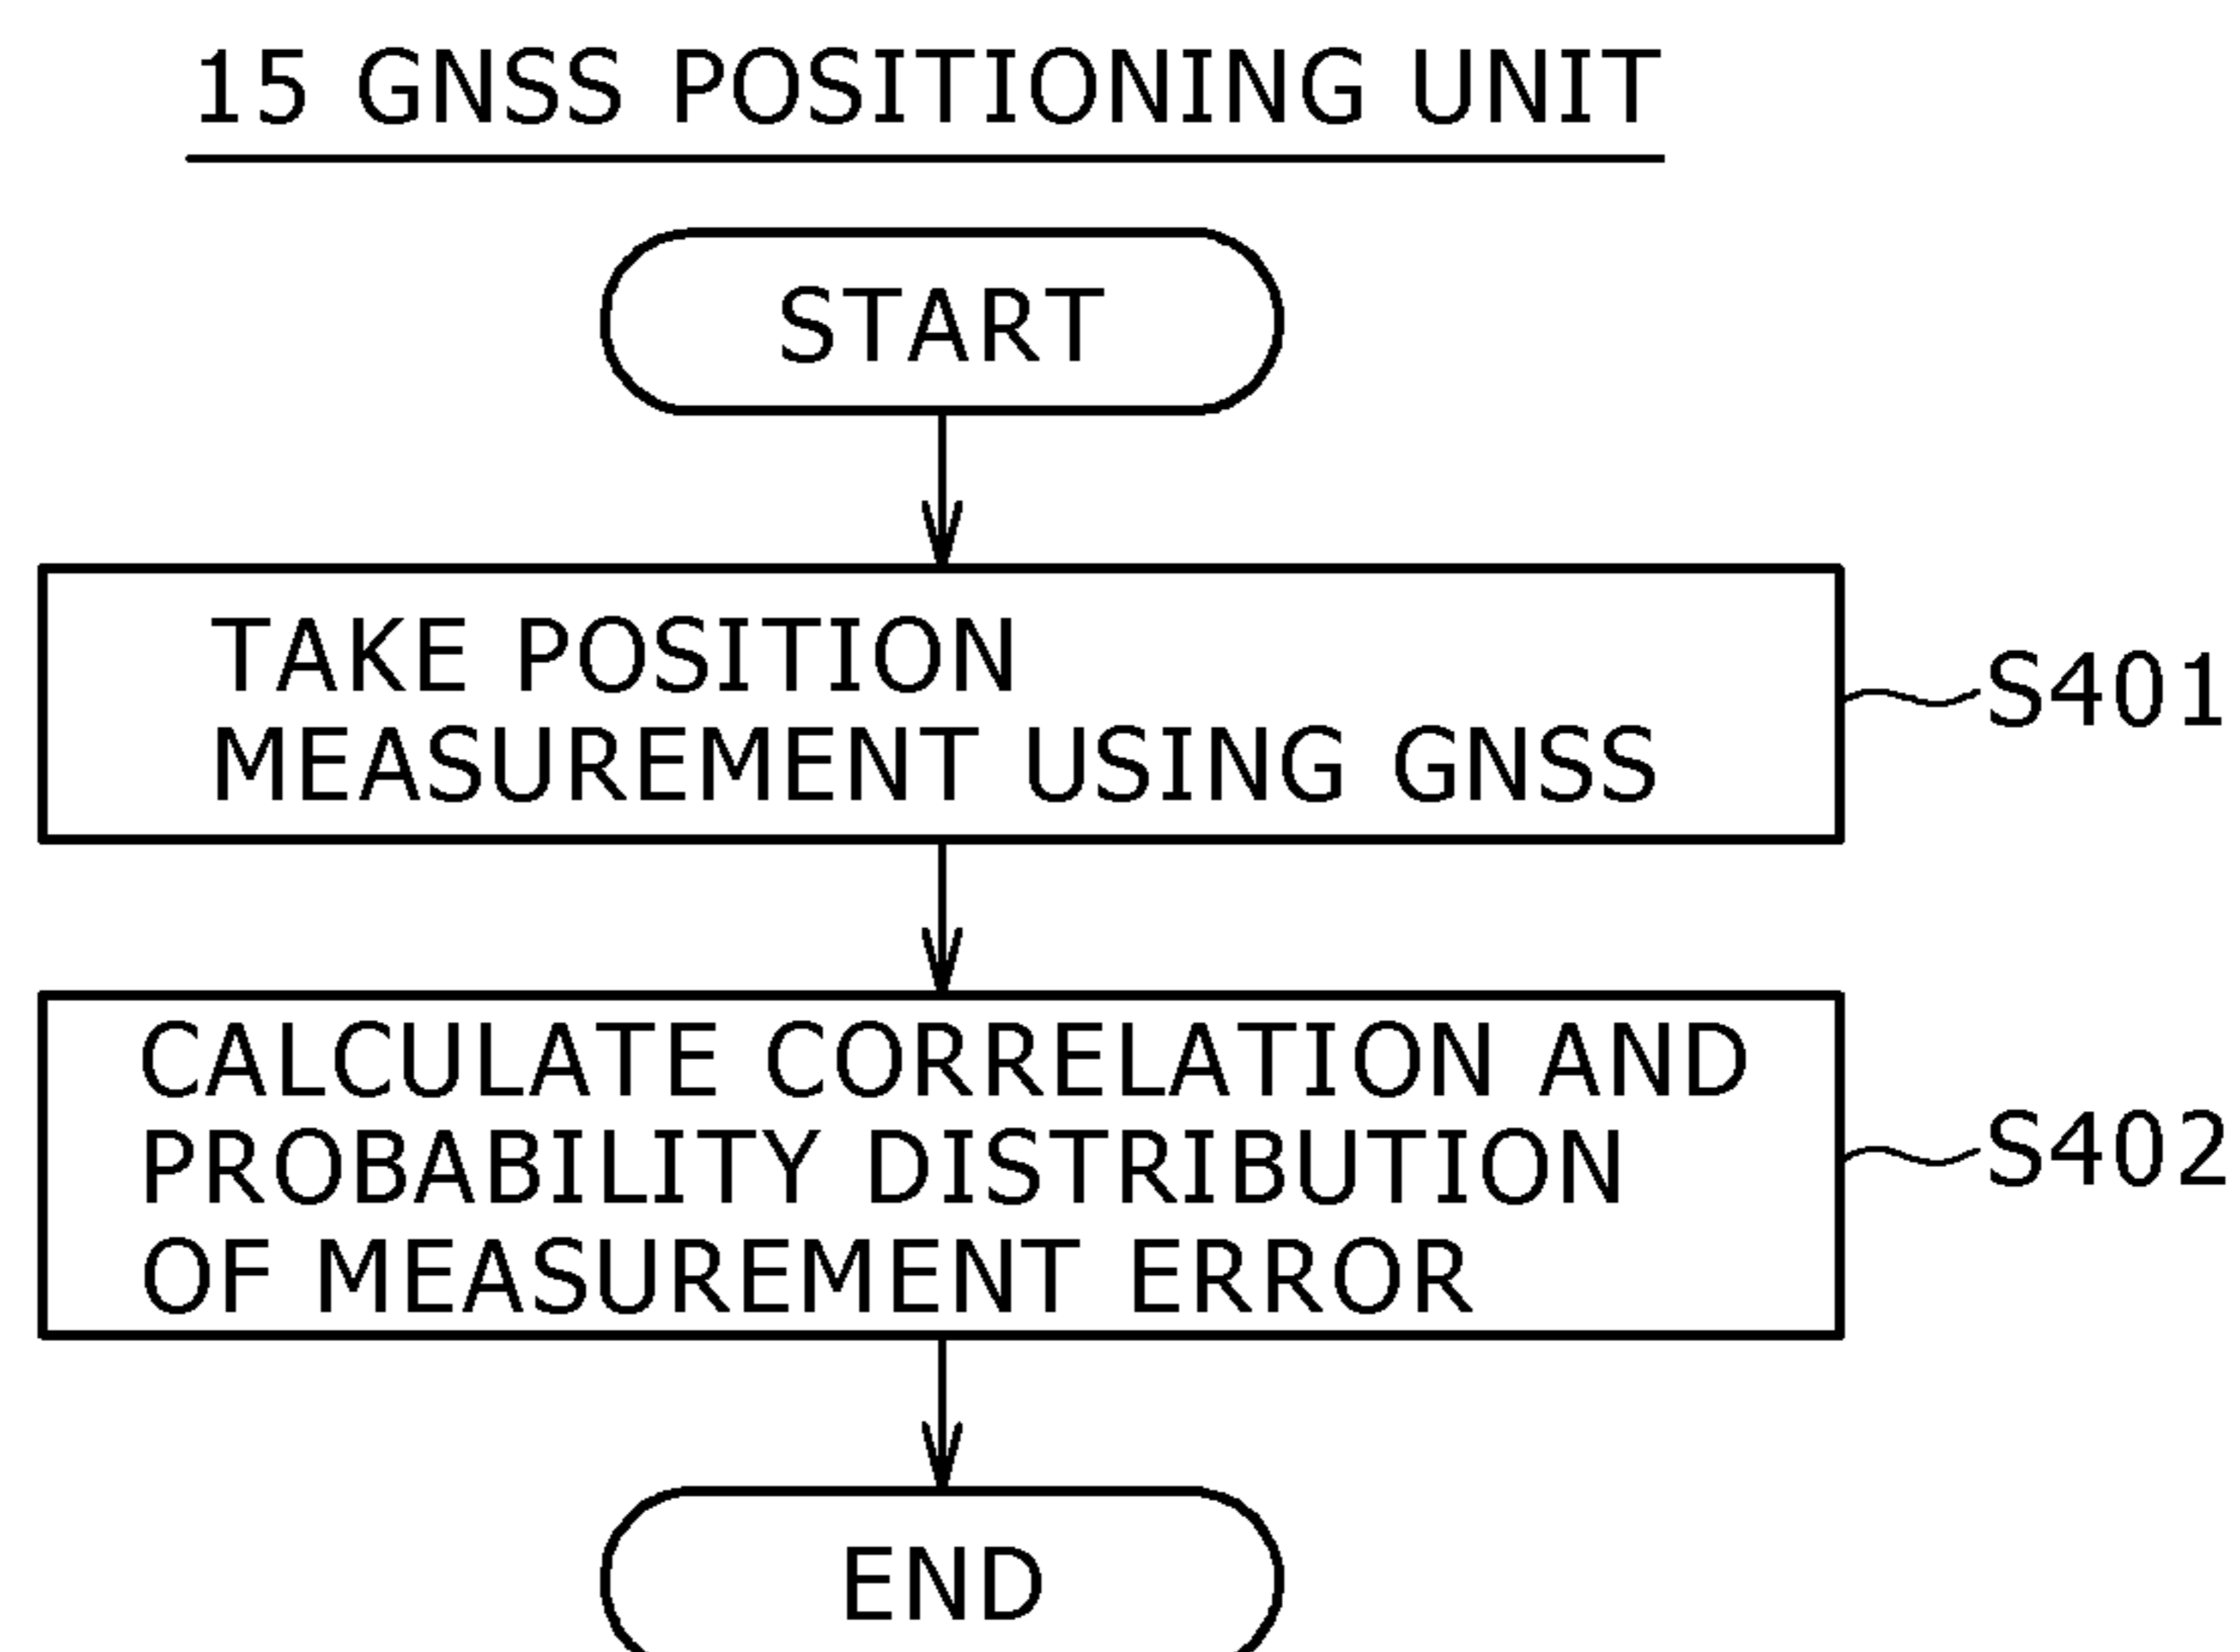 15 GNSS POSITIONING UNIT
START
TAKE POSITION
MEASUREMENT USING GNSS
S401
CALCULATE CORRELATION AND
PROBABILITY DISTRIBUTION
OF MEASUREMENT ERROR
S402
END